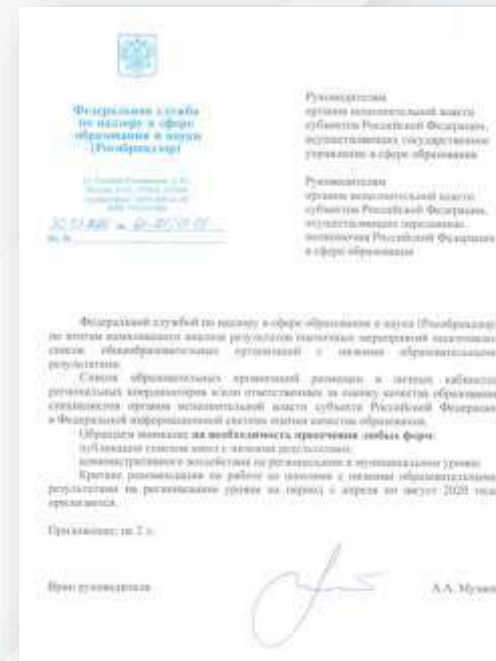 Федеральная служба
по надзору в сфере
образования и науки
(Рособрнадзор)
Руководителям
органов исполнительной власти
субъектов Российской Федерации,
осуществляющих государственное
управление в сфере образования
Руководителям
органов исполнительной власти
субъектов Российской Федерации,
осуществляющих переданные
полномочия Российской Федерации
в сфере образования
Федеральной службой по надзору в сфере образования и науки (Рособрнадзор)
по итогам комплексного анализа результатов оценочных мероприятий подготовлен
список общеобразовательных организаций с низкими образовательными
результатами.
Список образовательных организаций размещен в личных кабинетах
региональных координаторов и/или ответственных за оценку качества образования
специалистов органов исполнительной власти субъекта Российской Федерации
в Федеральной информационной системе оценки качества образования.
Обращаем внимание на необходимость пресечения любых форм:
публикации списков школ с низкими результатами;
административного воздействия на региональном и муниципальном уровне.
Краткие рекомендации по работе со школами с низкими образовательными
результатами на региональном уровне на период с апреля по август 2020 года
прилагаются.
Приложение: на 2 л.
Врио руководителя
А.А. Музаев